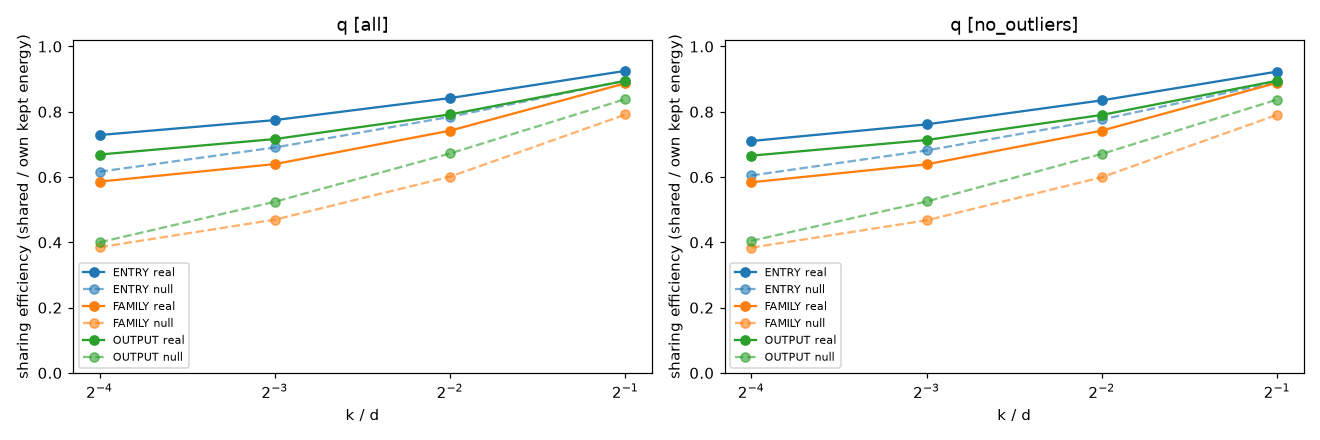 q [all]
sharing efficiency (shared / own kept energy)
1.0
0.8
0.6
0.4
0.2
0.0
ENTRY real
ENTRY null
FAMILY real
FAMILY null
OUTPUT real
OUTPUT null
2⁻⁴ 2⁻³ 2⁻² 2⁻¹
k / d
q [no_outliers]
sharing efficiency (shared / own kept energy)
1.0
0.8
0.6
0.4
0.2
0.0
ENTRY real
ENTRY null
FAMILY real
FAMILY null
OUTPUT real
OUTPUT null
2⁻⁴ 2⁻³ 2⁻² 2⁻¹
k / d